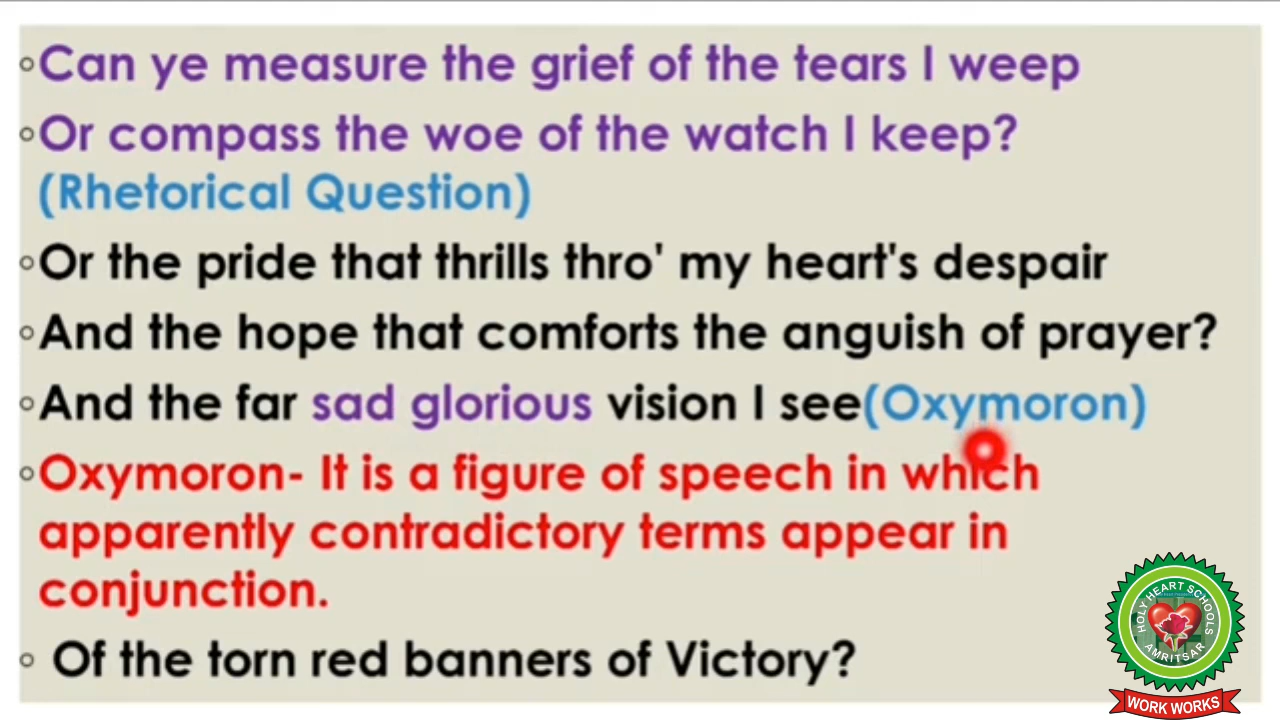 ◦Can ye measure the grief of the tears I weep
◦Or compass the woe of the watch I keep?
(Rhetorical Question)
◦Or the pride that thrills thro' my heart's despair
◦And the hope that comforts the anguish of prayer?
◦And the far sad glorious vision I see(Oxymoron)
◦Oxymoron- It is a figure of speech in which
apparently contradictory terms appear in
conjunction.
◦ Of the torn red banners of Victory?
HOLY HEART SCHOOLS
AMRITSAR
WORK WORKS